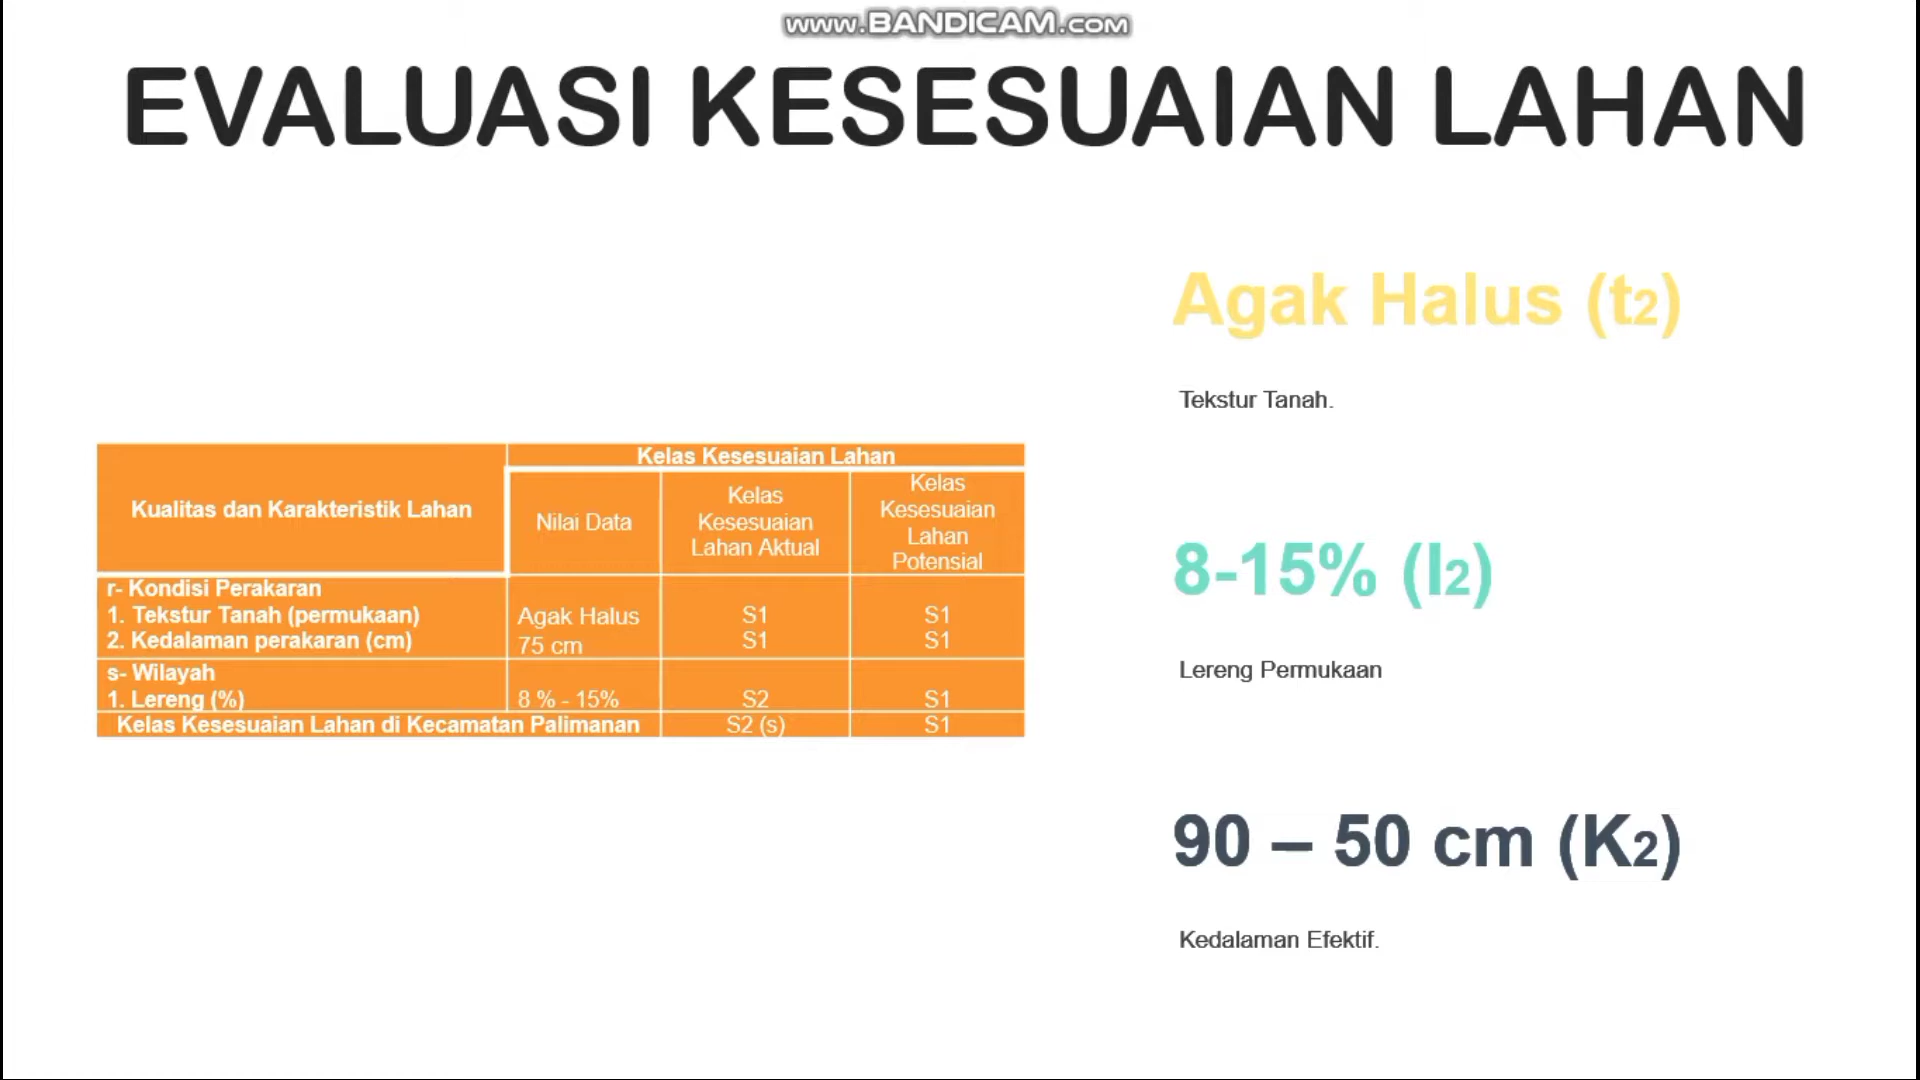 www.BANDICAM.com
EVALUASI KESESUAIAN LAHAN
Kualitas dan Karakteristik Lahan
Kelas Kesesuaian Lahan
Nilai Data
Kelas
Kesesuaian
Lahan Aktual
Kelas
Kesesuaian
Lahan
Potensial
r- Kondisi Perakaran
1. Tekstur Tanah (permukaan) Agak Halus S1 S1
2. Kedalaman perakaran (cm) 75 cm S1 S1
s- Wilayah
1. Lereng (%) 8 % - 15% S2 S1
Kelas Kesesuaian Lahan di Kecamatan Palimanan S2 (s) S1
Agak Halus (t2)
Tekstur Tanah.
8-15% (l2)
Lereng Permukaan
90 – 50 cm (K2)
Kedalaman Efektif.